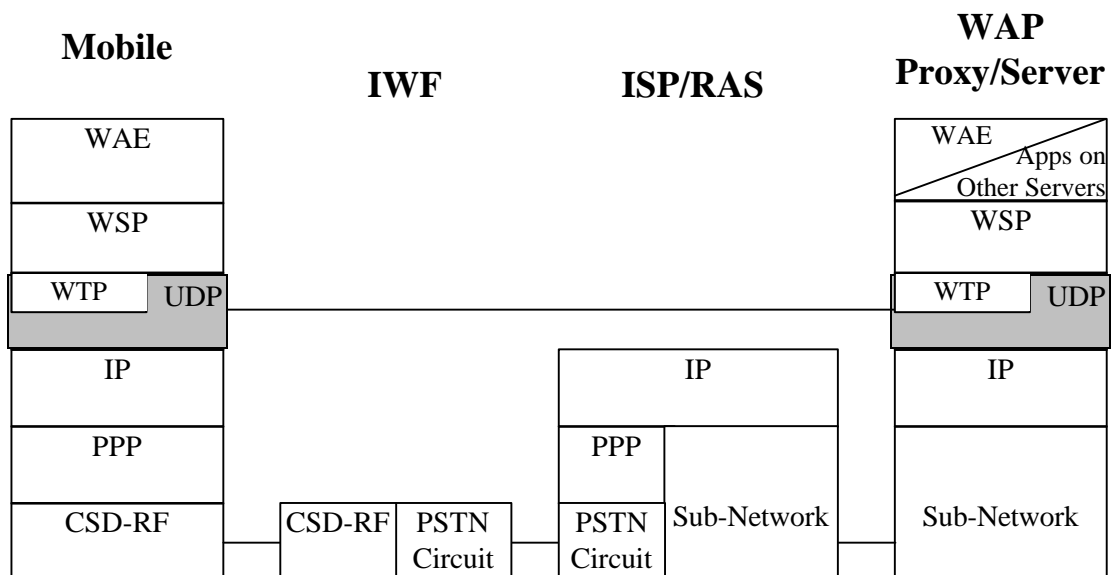 Mobile
IWF
ISP/RAS
WAP
Proxy/Server
WAE
WSP
WTP
UDP
IP
PPP
CSD-RF
CSD-RF
PSTN
Circuit
IP
PPP
PSTN
Circuit
Sub-Network
WAE
Apps on
Other Servers
WSP
WTP
UDP
IP
Sub-Network